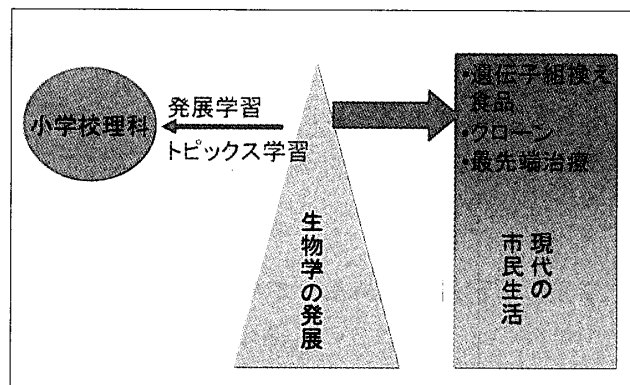 小学校理科
発展学習
トピックス学習
生物学の発展
・遺伝子組換え
食品
・クローン
・最先端治療
現代の
市民生活